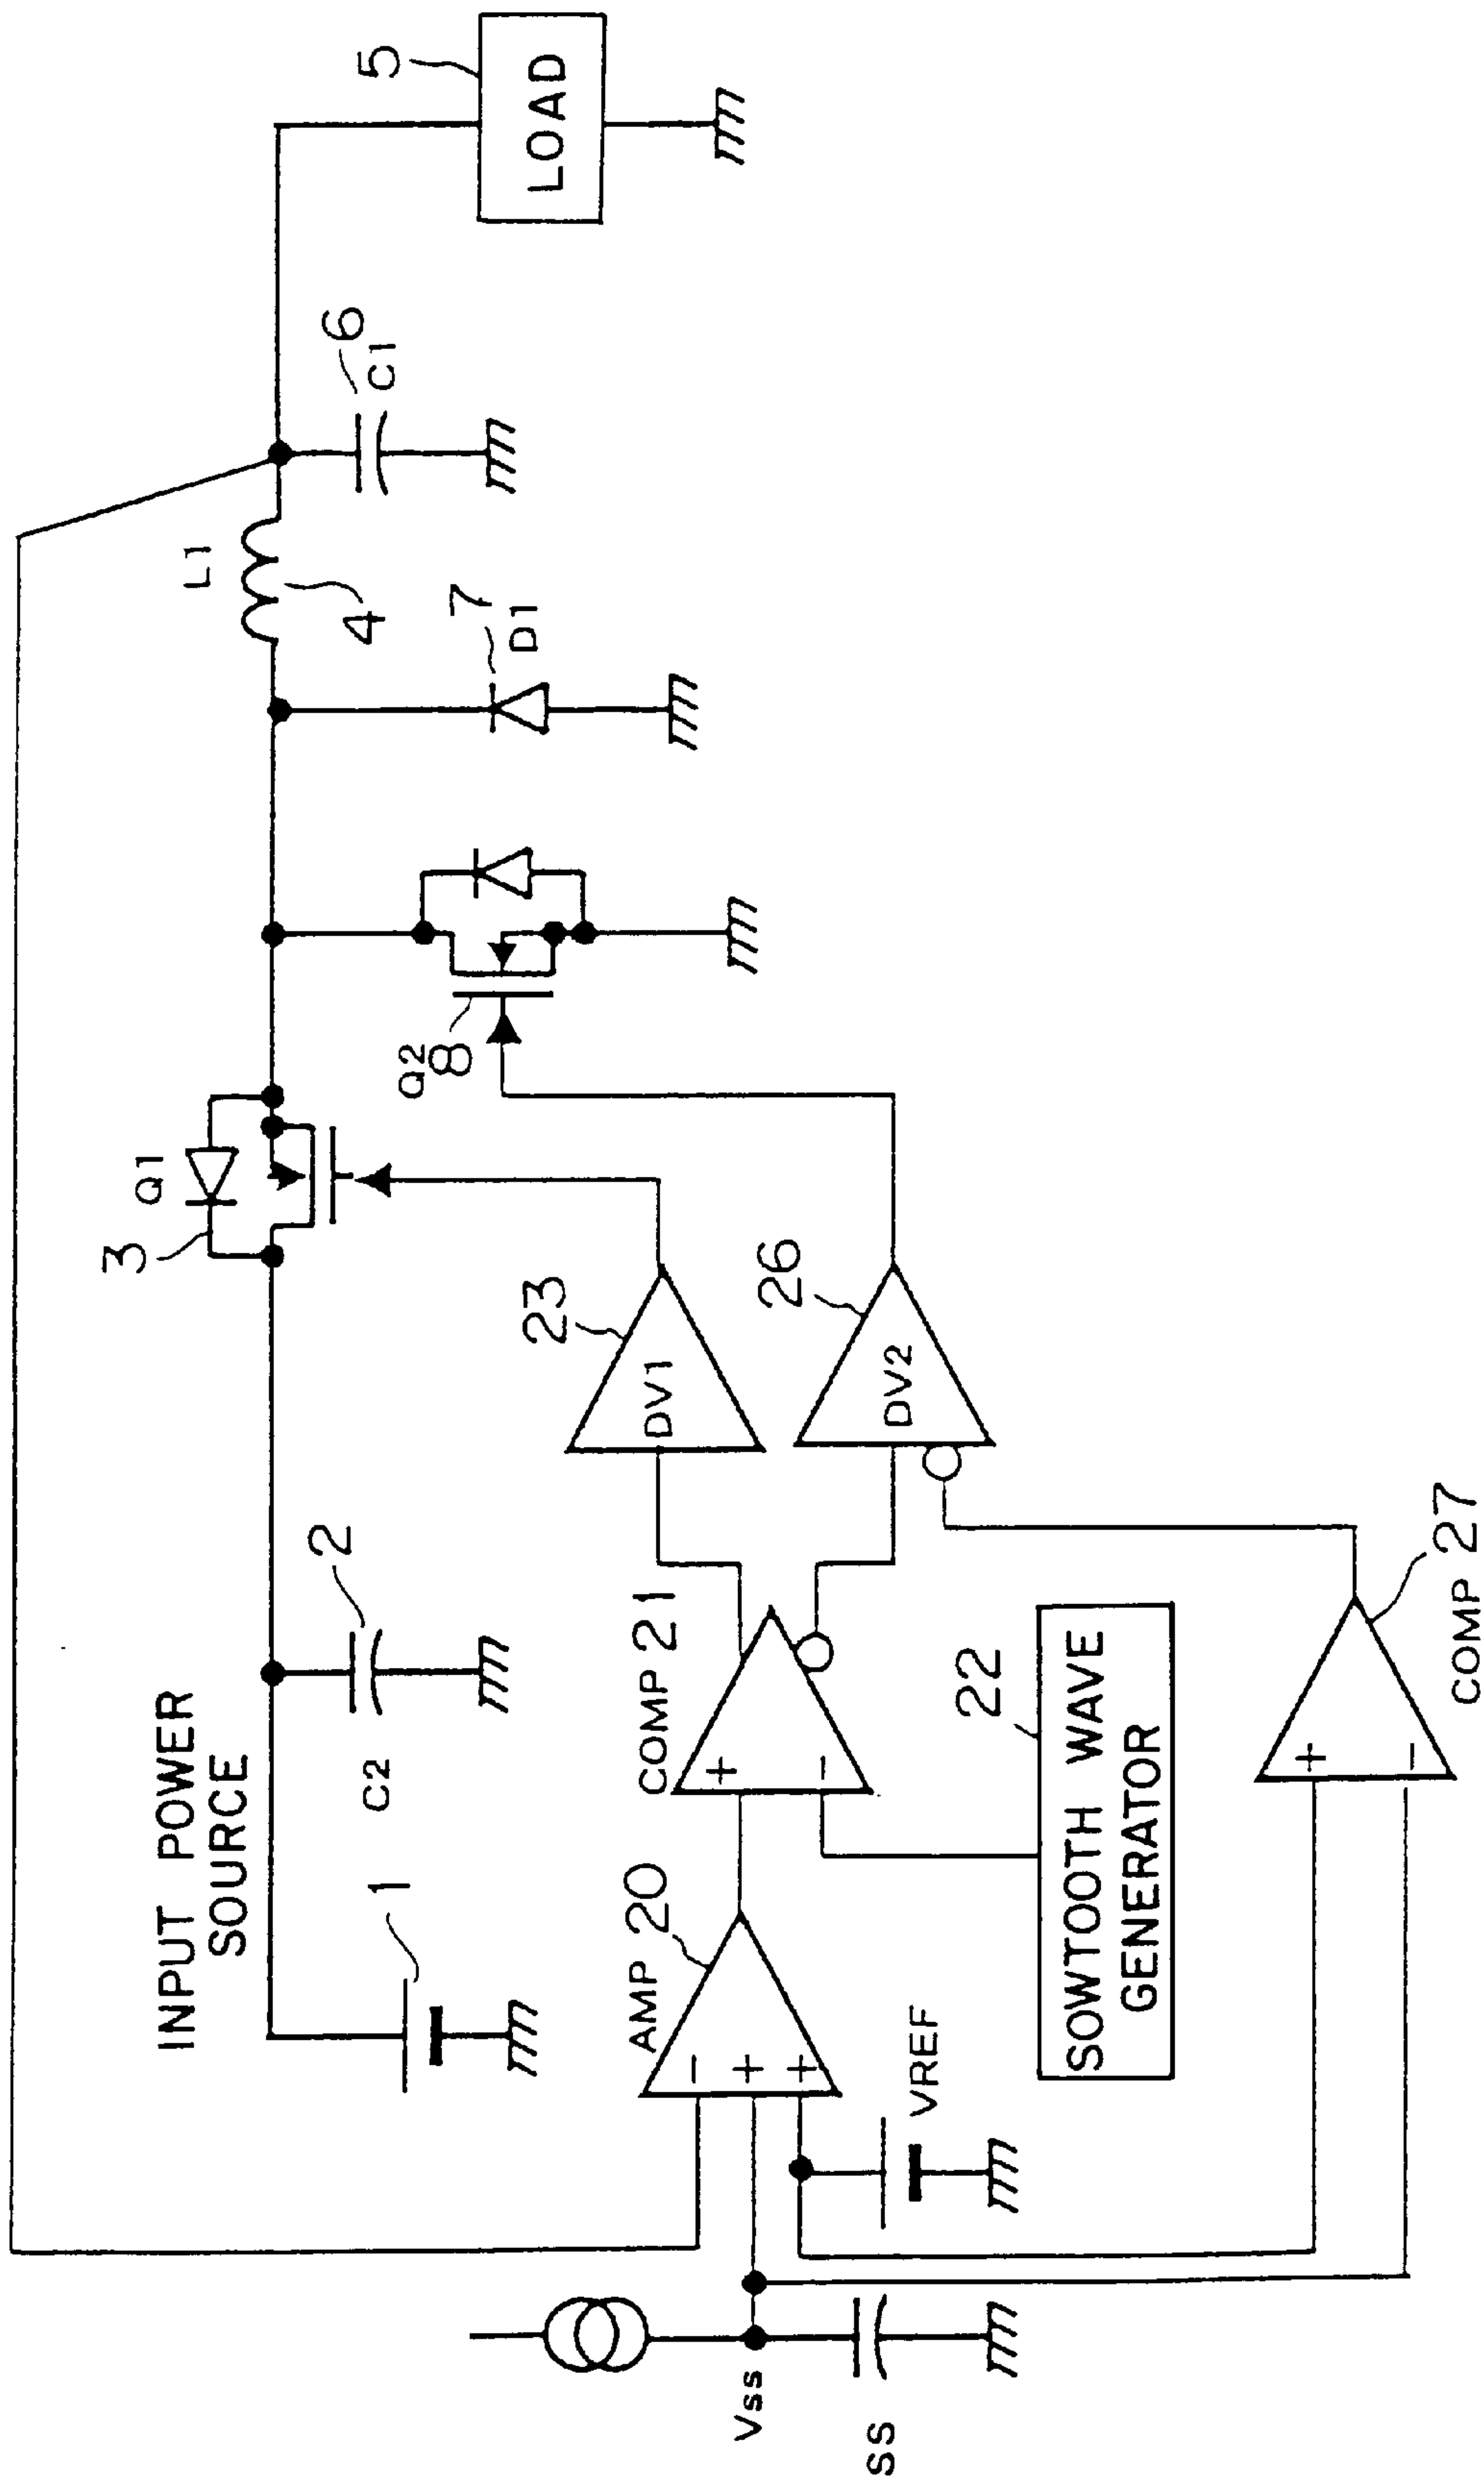 INPUT POWER
SOURCE
1
C2
2
3
Q1
Q2
8
7
D1
L1
4
6
C1
5
LOAD
Vss
SS
AMP 20
-
+
+
VREF
COMP 21
+
-
SOWTOOTH WAVE
GENERATOR
22
DV1
23
DV2
26
COMP 27
+
-